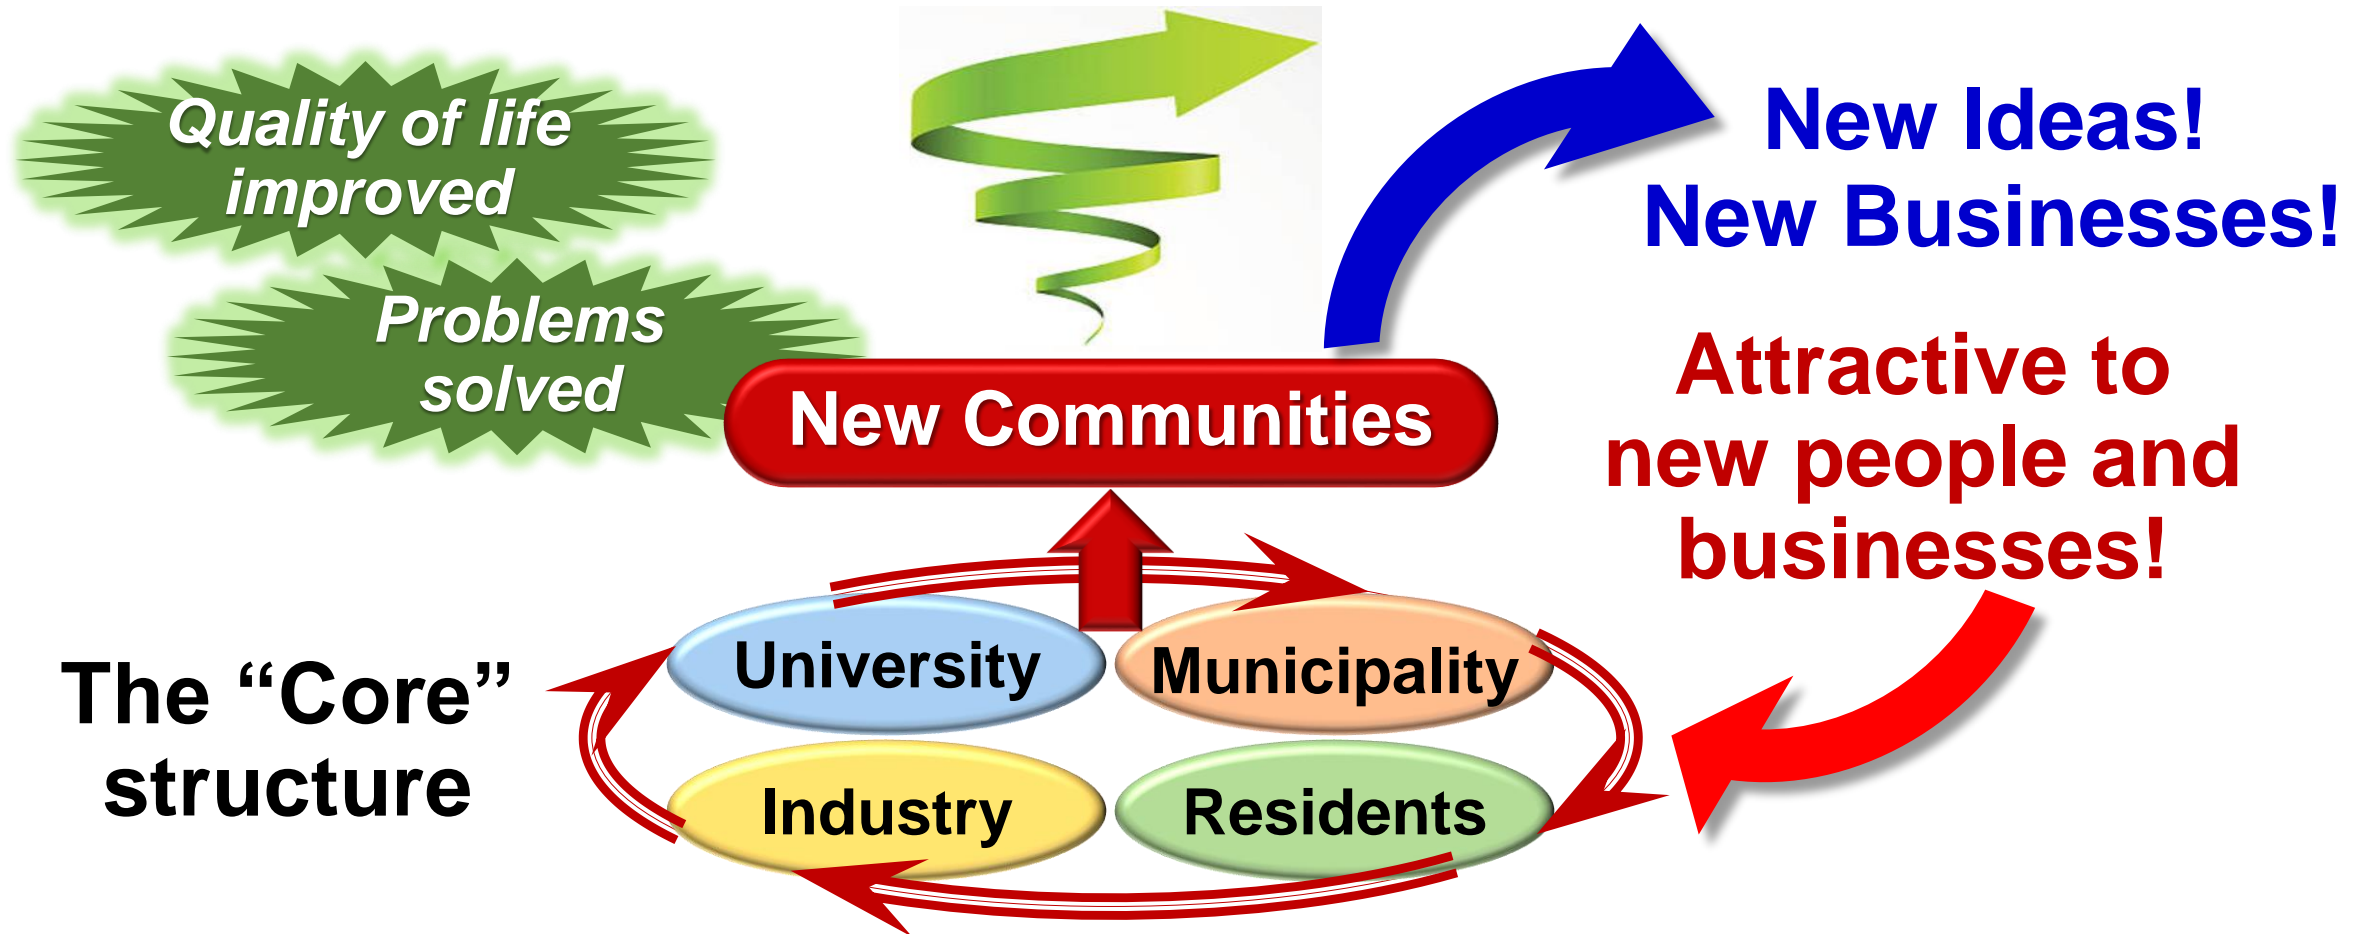 Quality of life
improved
Problems
solved
New Ideas!
New Businesses!
New Communities
Attractive to
new people and
businesses!
The “Core”
structure
University
Municipality
Industry
Residents